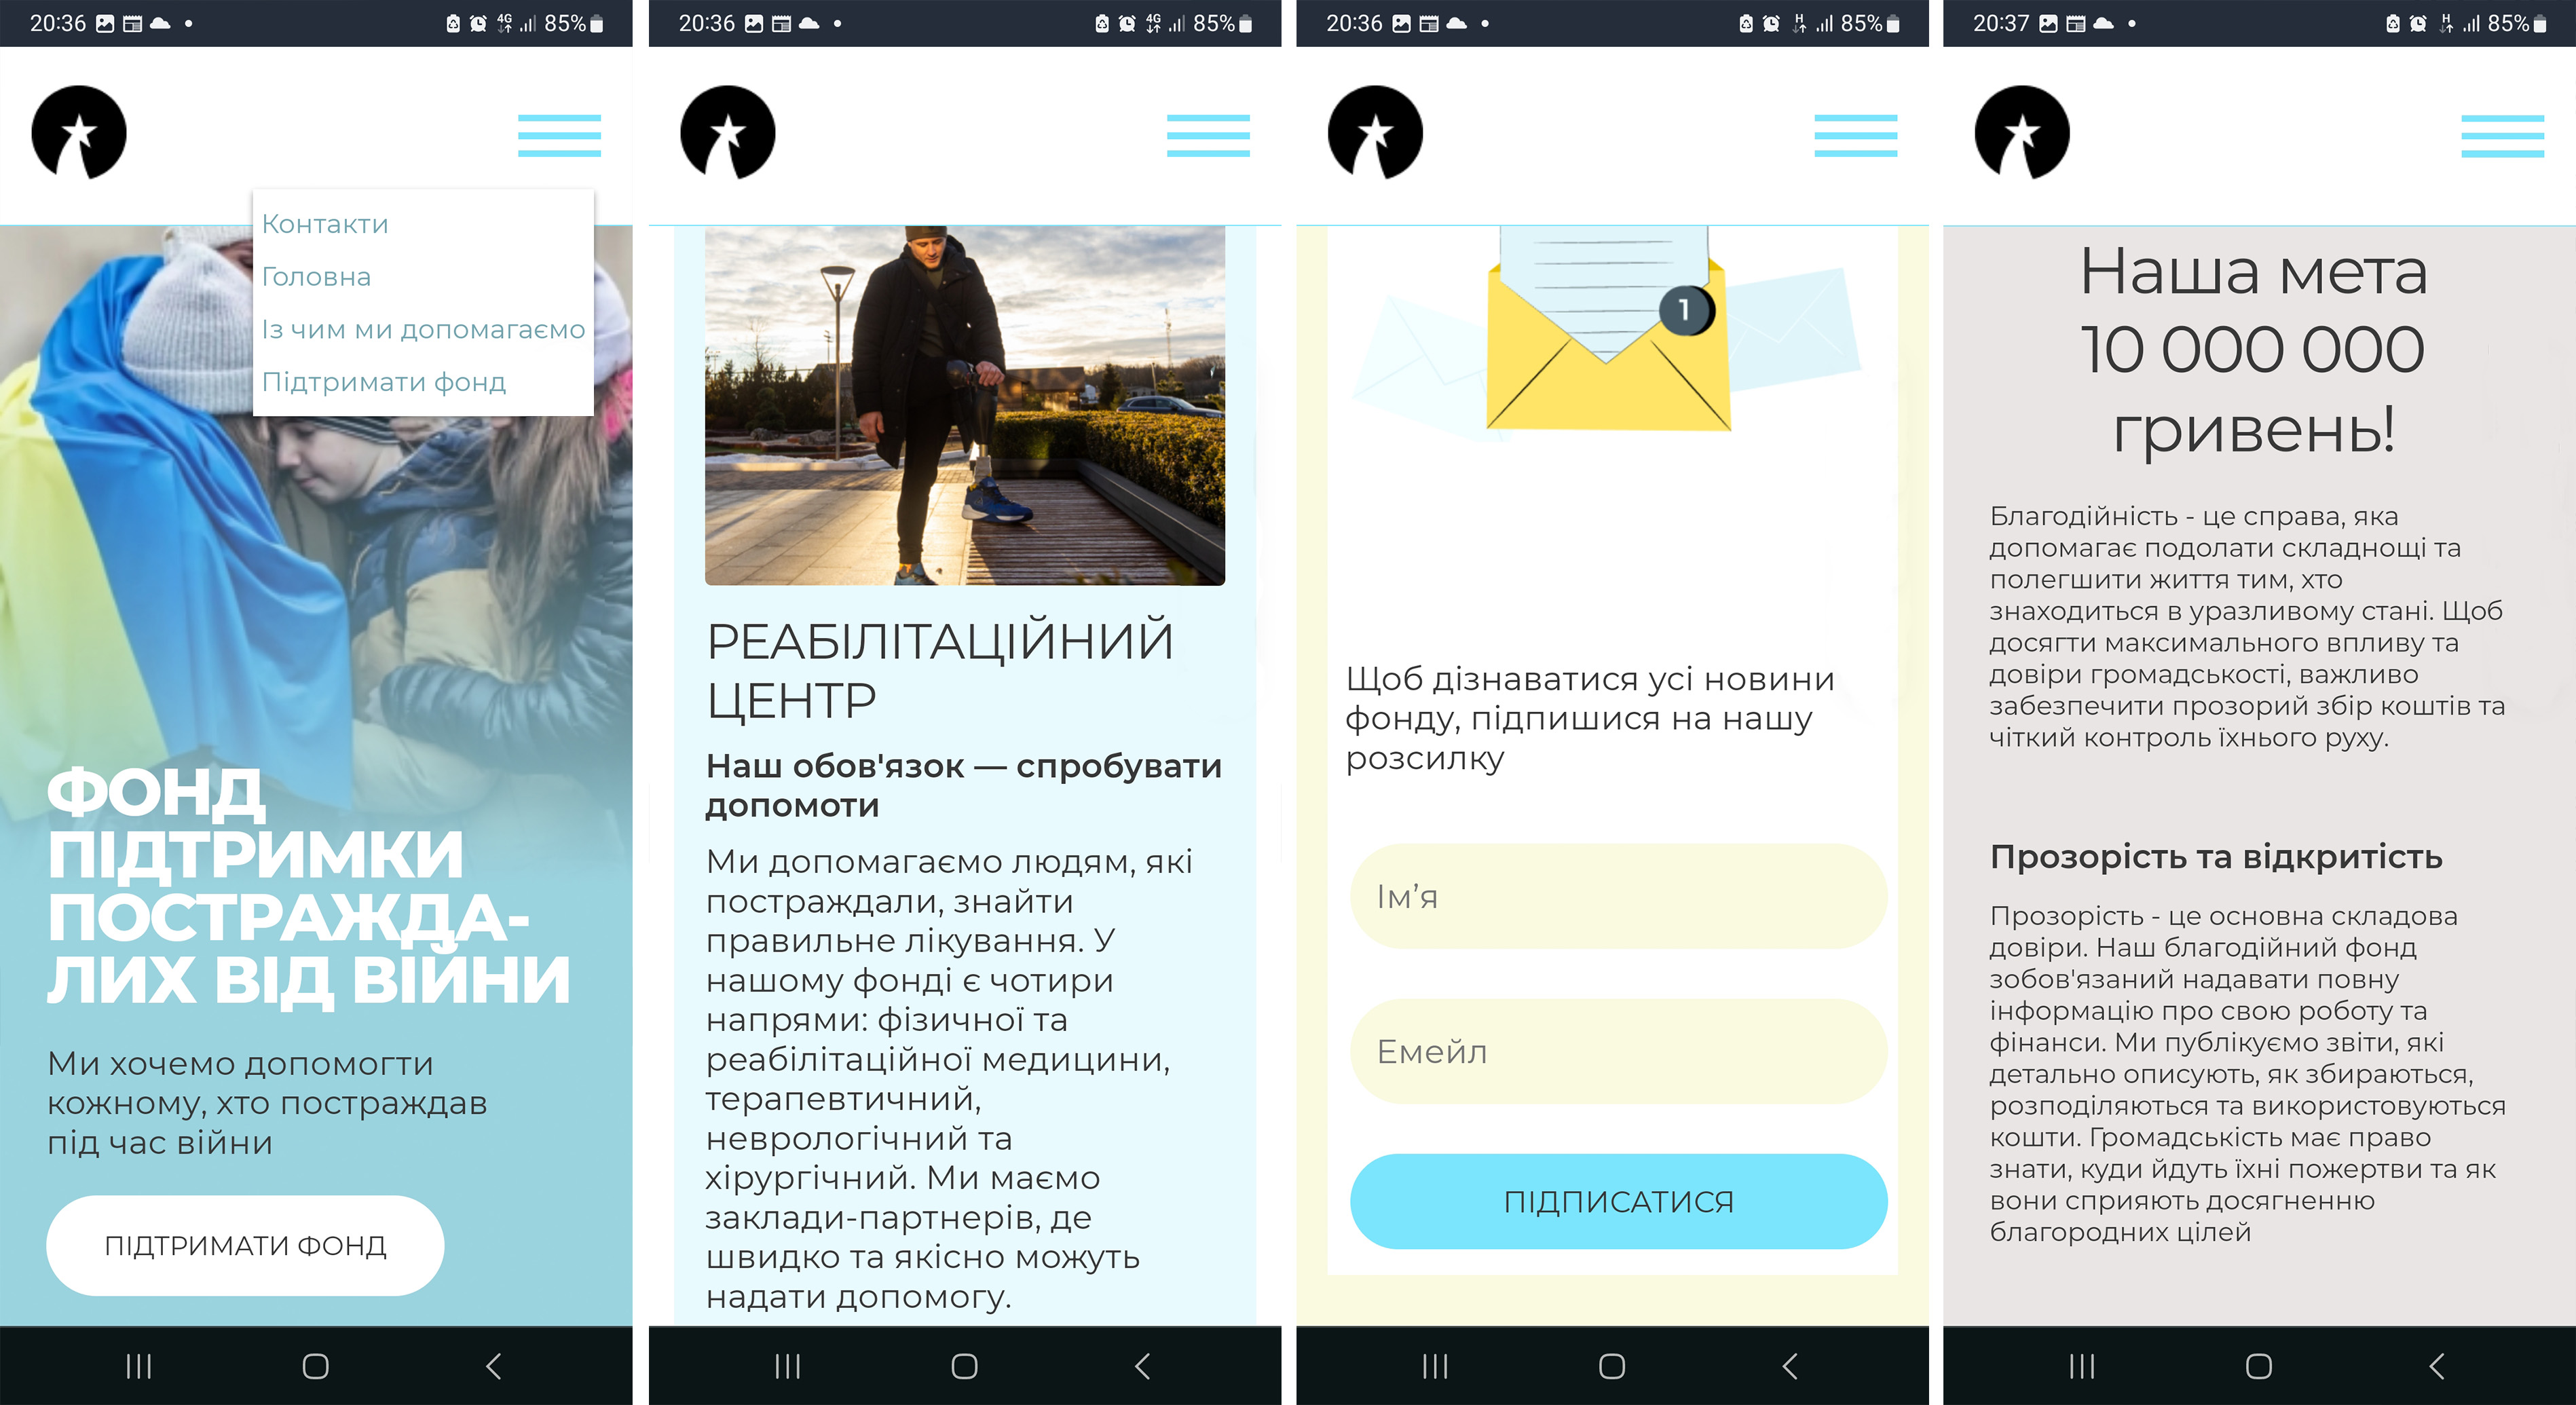 20:36
4G
85%
Контакти
Головна
Із чим ми допомагаємо
Підтримати фонд
ФОНД
ПІДТРИМКИ
ПОСТРАЖДА-
ЛИХ ВІД ВІЙНИ
Ми хочемо допомогти
кожному, хто постраждав
під час війни
ПІДТРИМАТИ ФОНД
20:36
4G
85%
РЕАБІЛІТАЦІЙНИЙ
ЦЕНТР
Наш обов'язок — спробувати
допомоти
Ми допомагаємо людям, які
постраждали, знайти
правильне лікування. У
нашому фонді є чотири
напрями: фізичної та
реабілітаційної медицини,
терапевтичний,
неврологічний та
хірургічний. Ми маємо
заклади-партнерів, де
швидко та якісно можуть
надати допомогу.
20:36
H
85%
1
Щоб дізнаватися усі новини
фонду, підпишися на нашу
розсилку
Ім’я
Емейл
ПІДПИСАТИСЯ
20:37
H
85%
Наша мета
10 000 000
гривень!
Благодійність - це справа, яка
допомагає подолати складнощі та
полегшити життя тим, хто
знаходиться в уразливому стані. Щоб
досягти максимального впливу та
довіри громадськості, важливо
забезпечити прозорий збір коштів та
чіткий контроль їхнього руху.
Прозорість та відкритість
Прозорість - це основна складова
довіри. Наш благодійний фонд
зобов'язаний надавати повну
інформацію про свою роботу та
фінанси. Ми публікуємо звіти, які
детально описують, як збираються,
розподіляються та використовуються
кошти. Громадськість має право
знати, куди йдуть їхні пожертви та як
вони сприяють досягненню
благородних цілей